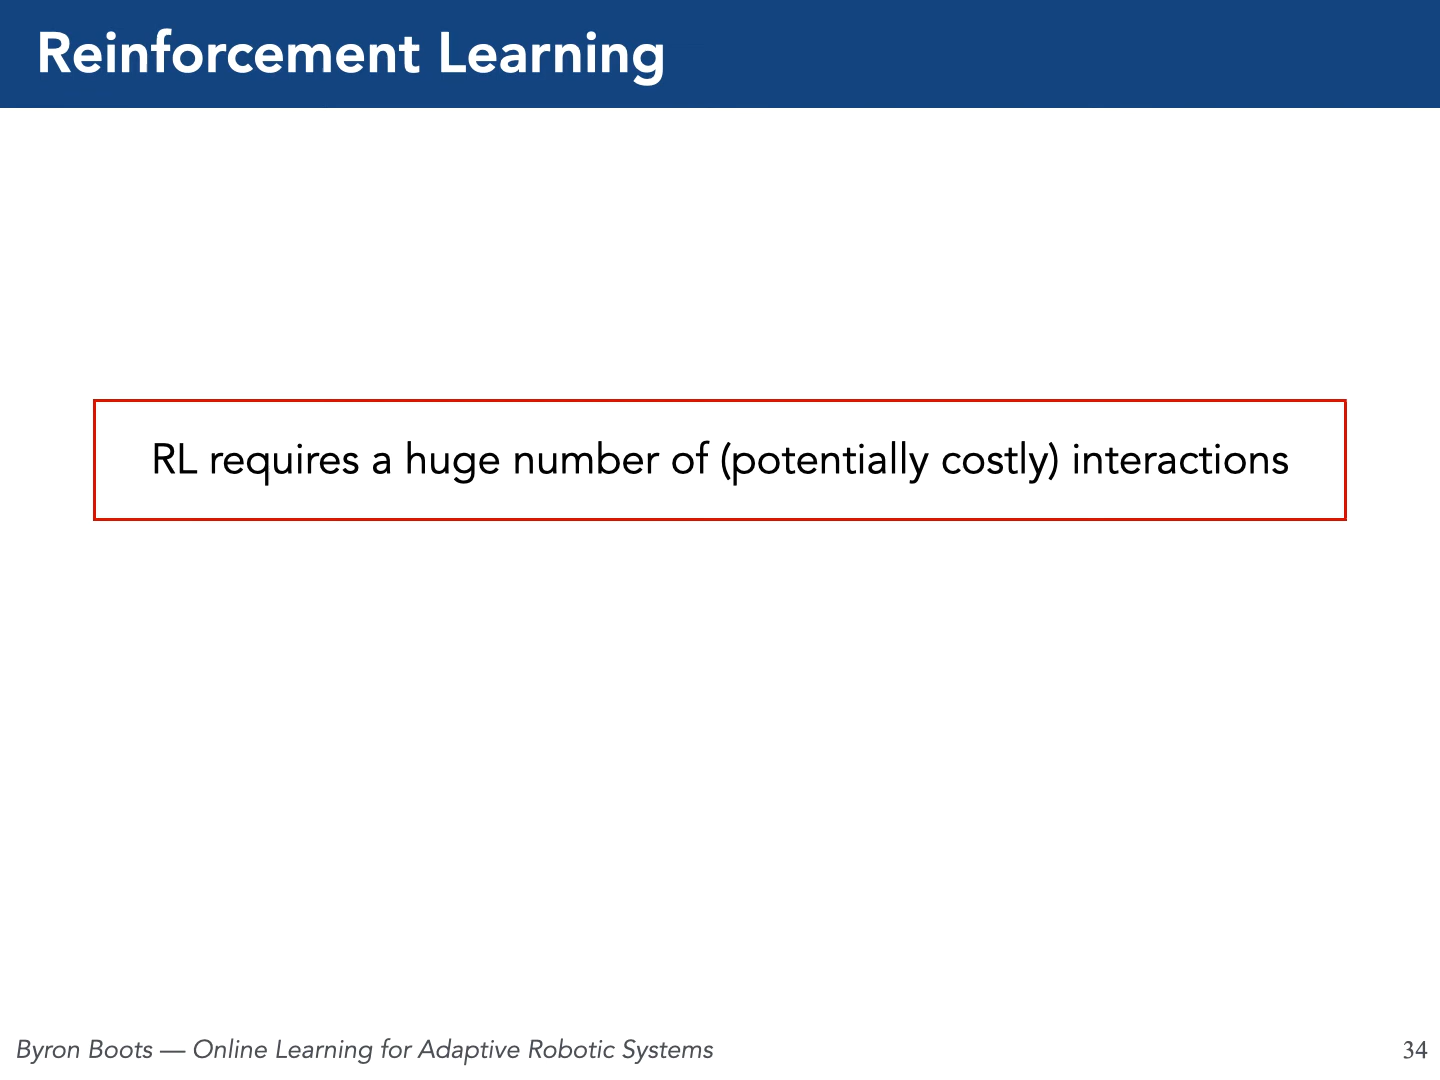 Reinforcement Learning
RL requires a huge number of (potentially costly) interactions
Byron Boots — Online Learning for Adaptive Robotic Systems
34